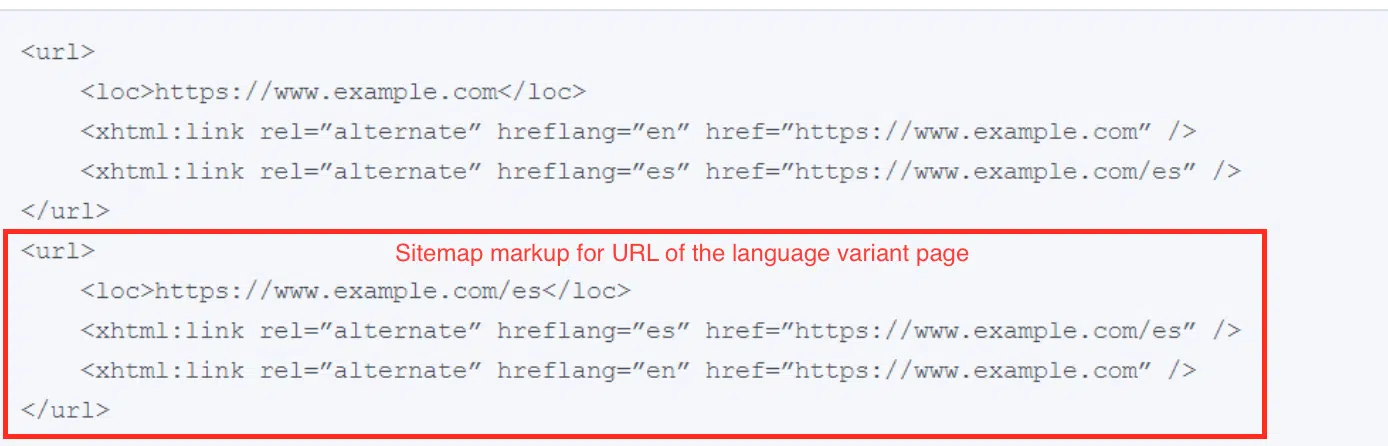 <url>
<loc>https://www.example.com</loc>
<xhtml:link rel=”alternate” hreflang=”en” href=”https://www.example.com” />
<xhtml:link rel=”alternate” hreflang=”es” href=”https://www.example.com/es” />
</url>
<url>
Sitemap markup for URL of the language variant page
<loc>https://www.example.com/es</loc>
<xhtml:link rel=”alternate” hreflang=”es” href=”https://www.example.com/es” />
<xhtml:link rel=”alternate” hreflang=”en” href=”https://www.example.com” />
</url>